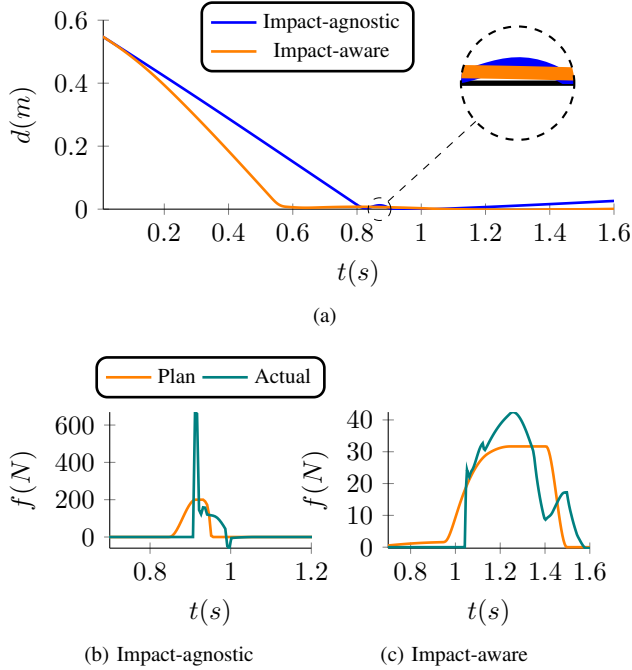 0.6
Impact-agnostic
Impact-aware
0.4
d(m)
0.2
0
0.2 0.4 0.6 0.8 1 1.2 1.4 1.6
t(s)
(a)
Plan Actual
600
400
200
0
f(N)
0.8 1 1.2
t(s)
40
30
20
10
0
f(N)
0.8 1 1.2 1.4 1.6
t(s)
(b) Impact-agnostic
(c) Impact-aware